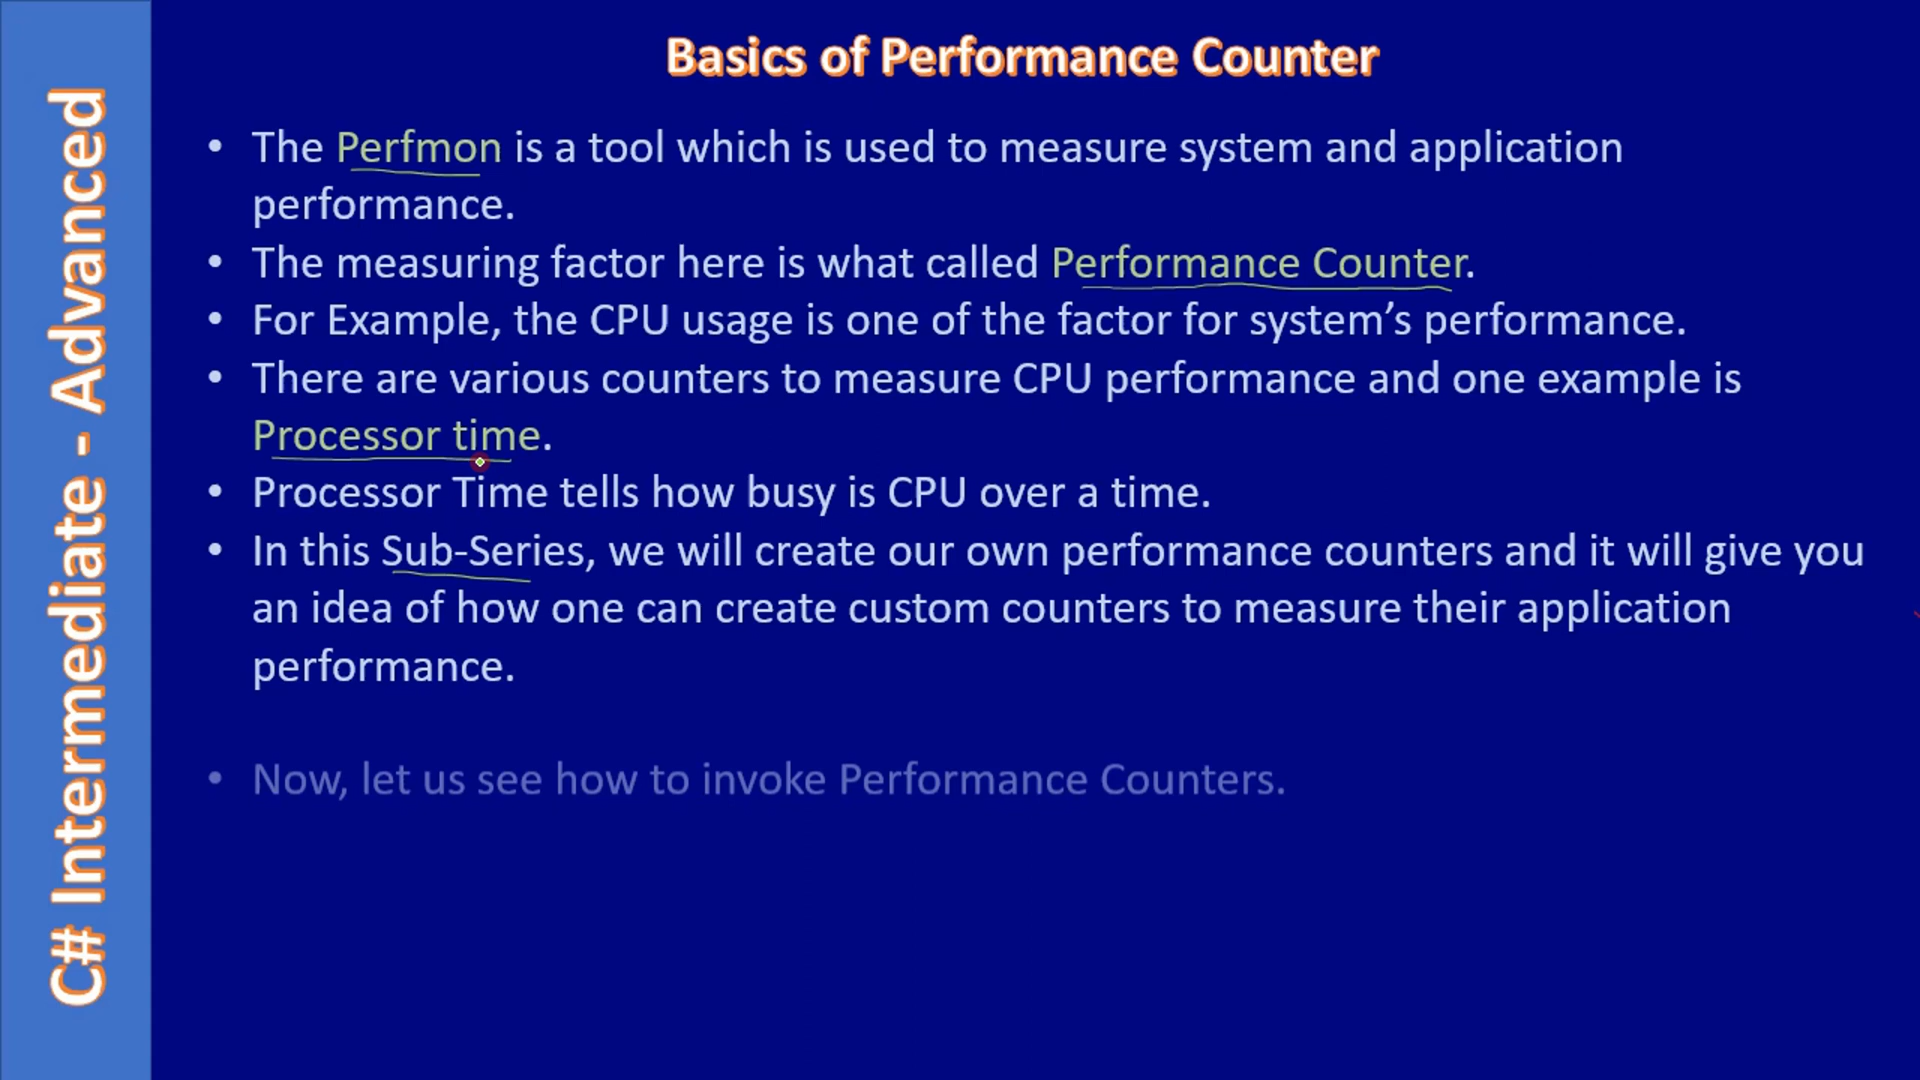 Basics of Performance Counter
C# Intermediate - Advanced
• The Perfmon is a tool which is used to measure system and application
performance.
• The measuring factor here is what called Performance Counter.
• For Example, the CPU usage is one of the factor for system’s performance.
• There are various counters to measure CPU performance and one example is
Processor time.
• Processor Time tells how busy is CPU over a time.
• In this Sub-Series, we will create our own performance counters and it will give you
an idea of how one can create custom counters to measure their application
performance.
• Now, let us see how to invoke Performance Counters.